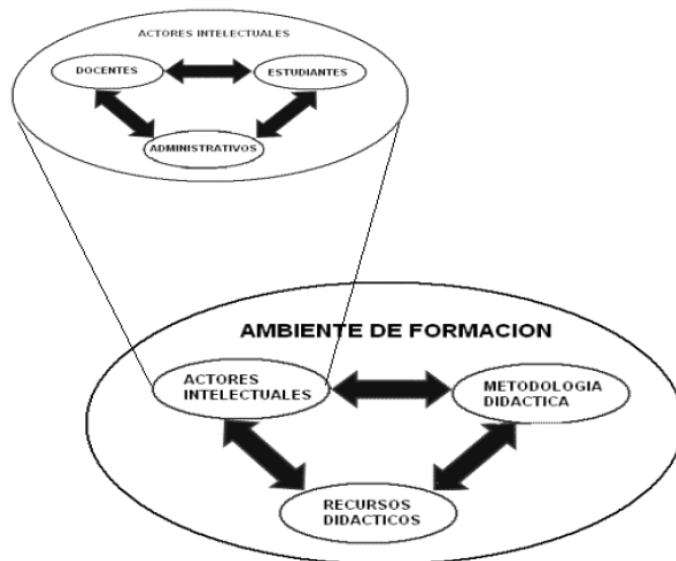 ACTORES INTELECTUALES
DOCENTES
ESTUDIANTES
ADMINISTRATIVOS
AMBIENTE DE FORMACION
ACTORES
INTELECTUALES
METODOLOGIA
DIDACTICA
RECURSOS
DIDACTICOS